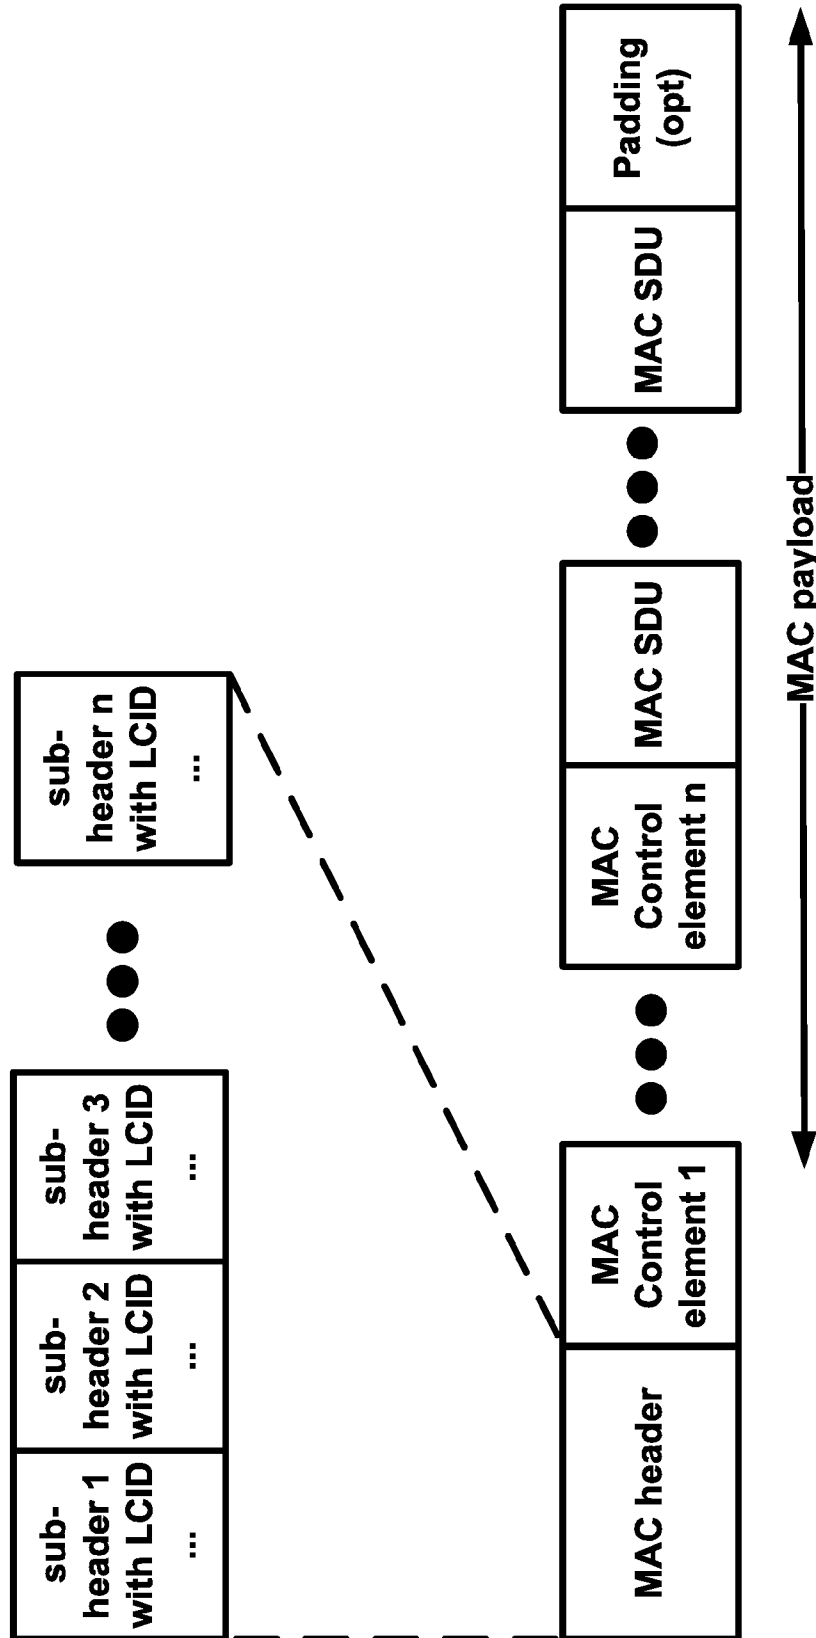 sub-
header 1
with LCID
...
sub-
header 2
with LCID
...
sub-
header 3
with LCID
...
sub-
header n
with LCID
...
MAC header
MAC
Control
element 1
MAC
Control
element n
MAC SDU
MAC SDU
Padding
(opt)
MAC payload